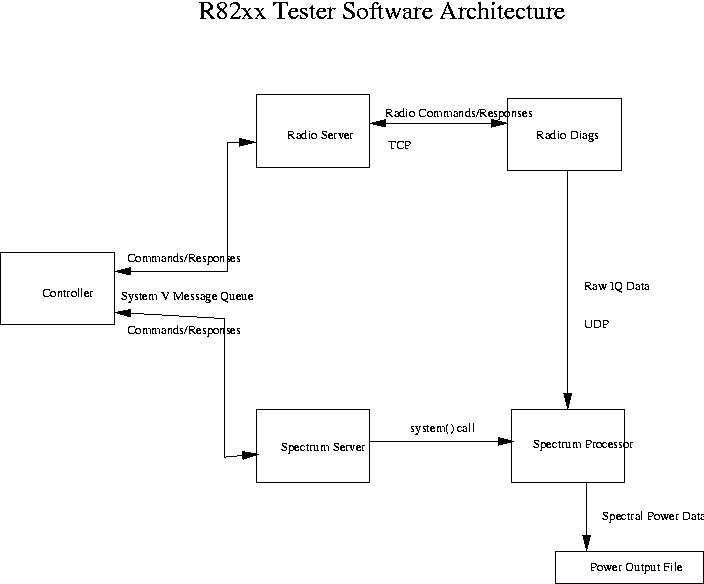 R82xx Tester Software Architecture
Radio Commands/Responses
Radio Server
Radio Diags
TCP
Commands/Responses
Controller
System V Message Queue
Commands/Responses
Raw IQ Data
UDP
system() call
Spectrum Server
Spectrum Processor
Spectral Power Data
Power Output File